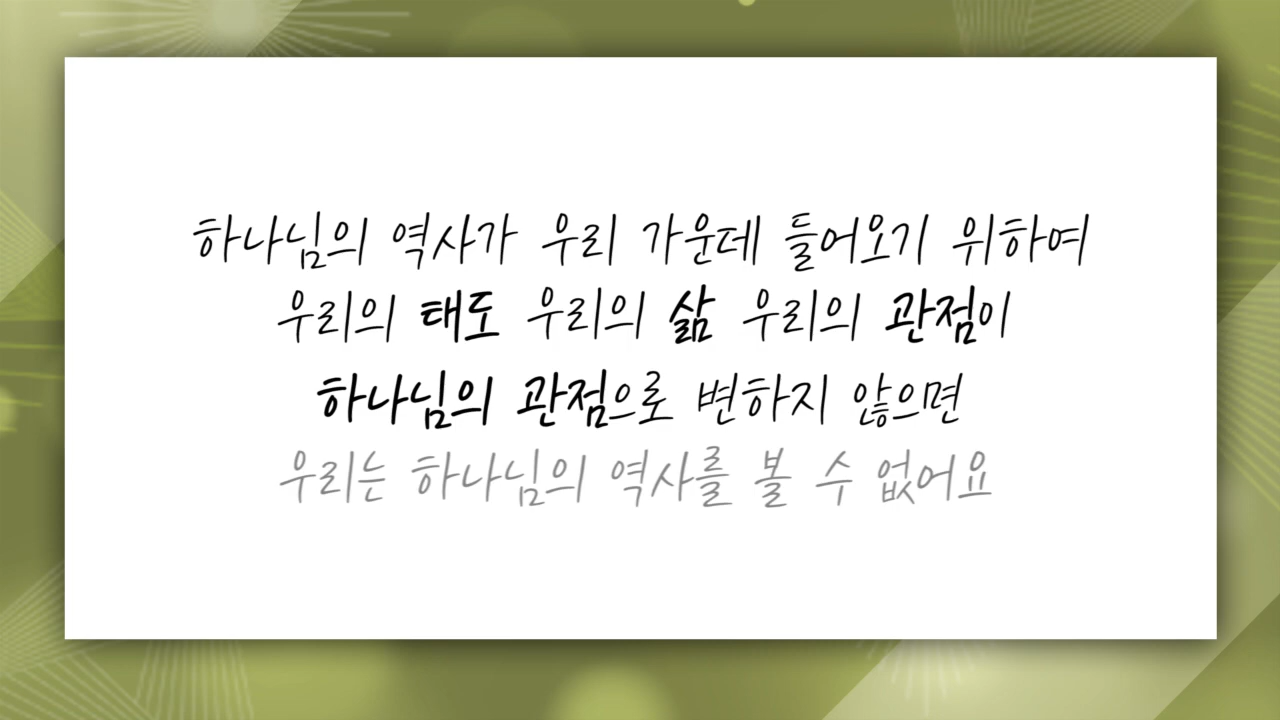 하나님의 역사가 우리 가운데 들어오기 위하여
우리의 태도 우리의 삶 우리의 관점이
하나님의 관점으로 변하지 않으면
우리는 하나님의 역사를 볼 수 없어요